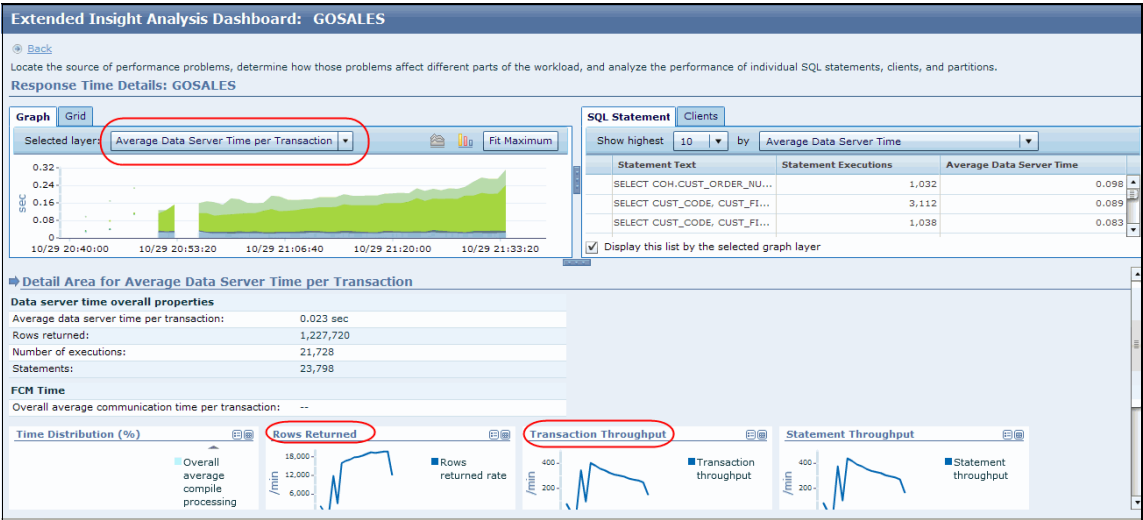 Extended Insight Analysis Dashboard: GOSALES
Back
Locate the source of performance problems, determine how those problems affect different parts of the workload, and analyze the performance of individual SQL statements, clients, and partitions.
Response Time Details: GOSALES
Graph Grid
Selected layer: Average Data Server Time per Transaction Fit Maximum
0.32
0.24
0.16
0.08
0
sec
10/29 20:40:00 10/29 20:53:20 10/29 21:06:40 10/29 21:20:00 10/29 21:33:20
SQL Statement Clients
Show highest 10 by Average Data Server Time
Statement Text Statement Executions Average Data Server Time
SELECT COH.CUST_ORDER_NU... 1,032 0.098
SELECT CUST_CODE, CUST_FI... 3,112 0.089
SELECT CUST_CODE, CUST_FI... 1,038 0.083
Display this list by the selected graph layer
Detail Area for Average Data Server Time per Transaction
Data server time overall properties
Average data server time per transaction: 0.023 sec
Rows returned: 1,227,720
Number of executions: 21,728
Statements: 23,798
FCM Time
Overall average communication time per transaction: --
Time Distribution (%)
Overall
average
compile
processing
Rows Returned
18,000
12,000
6,000
/min
Rows
returned rate
Transaction Throughput
400
200
/min
Transaction
throughput
Statement Throughput
400
200
/min
Statement
throughput